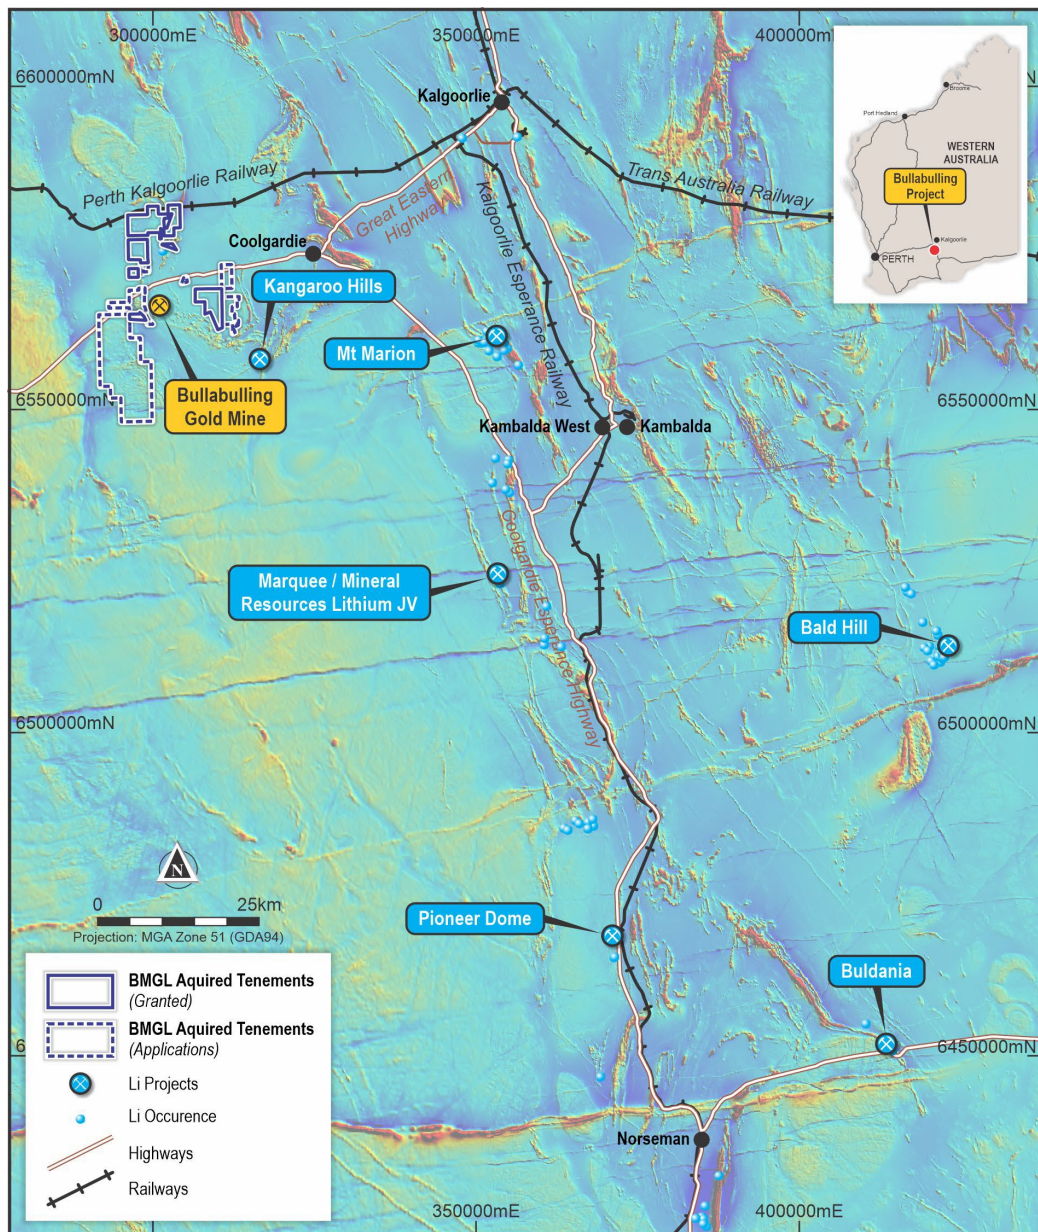 300000mE
350000mE
400000mE
6600000mN
Kalgoorlie
Broome
Port Hedland
WESTERN
AUSTRALIA
Bullabulling
Project
Kalgoorlie
PERTH
Perth Kalgoorlie Railway
Great Eastern
Highway
Kalgoorlie Esperance Railway
Trans Australia Railway
Coolgardie
Kangaroo Hills
Mt Marion
Bullabulling
Gold Mine
6550000mN
6550000mN
Kambalda West
Kambalda
Coolgardie Esperance Highway
Marquee / Mineral
Resources Lithium JV
Bald Hill
6500000mN
6500000mN
N
0
25km
Projection: MGA Zone 51 (GDA94)
Pioneer Dome
Buldania
6450000mN
Norseman
BMGL Aquired Tenements
(Granted)
BMGL Aquired Tenements
(Applications)
Li Projects
Li Occurence
Highways
Railways
350000mE
400000mE